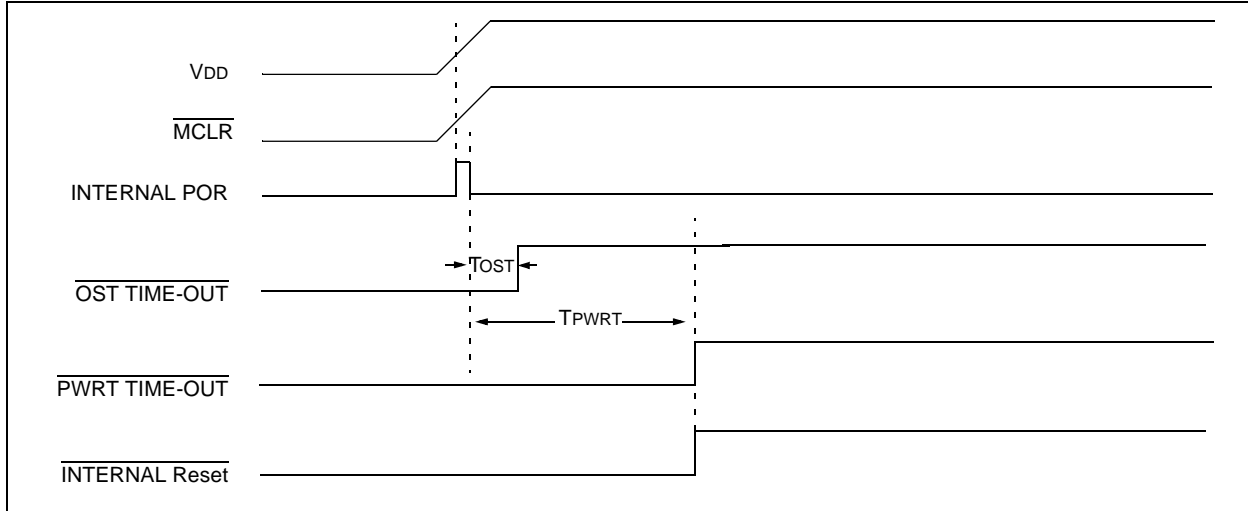 VDD
MCLR
INTERNAL POR
TOST
OST TIME-OUT
TPWRT
PWRT TIME-OUT
INTERNAL Reset